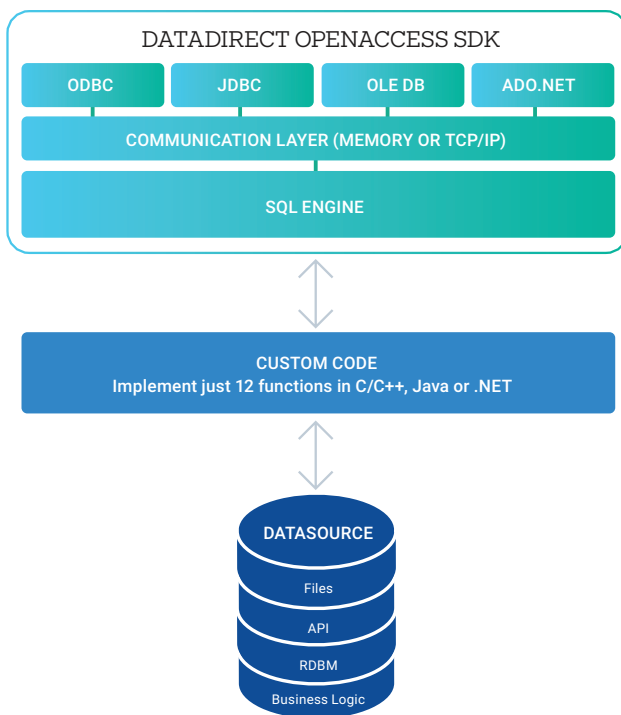 DATADIRECT OPENACCESS SDK
ODBC
JDBC
OLE DB
ADO.NET
COMMUNICATION LAYER (MEMORY OR TCP/IP)
SQL ENGINE
CUSTOM CODE
Implement just 12 functions in C/C++, Java or .NET
DATASOURCE
Files
API
RDBM
Business Logic